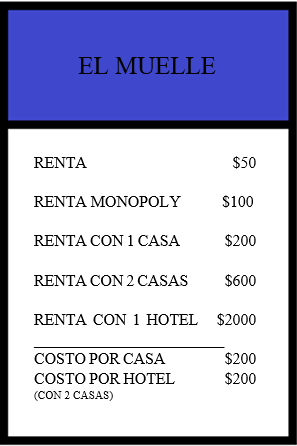 EL MUELLE
RENTA $50
RENTA MONOPOLY $100
RENTA CON 1 CASA $200
RENTA CON 2 CASAS $600
RENTA CON 1 HOTEL $2000
COSTO POR CASA $200
COSTO POR HOTEL $200
(CON 2 CASAS)